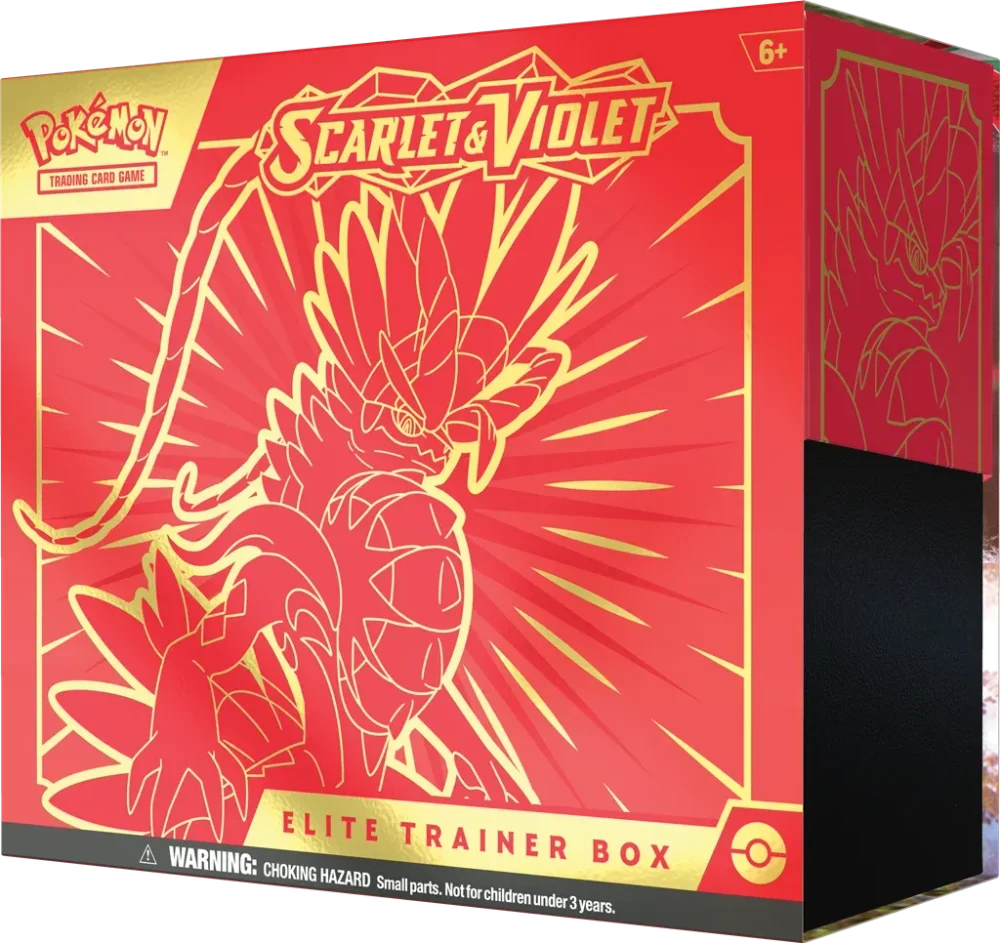 6+
POKéMON™
TRADING CARD GAME
SCARLET & VIOLET
ELITE TRAINER BOX
⚠ WARNING: CHOKING HAZARD Small parts. Not for children under 3 years.